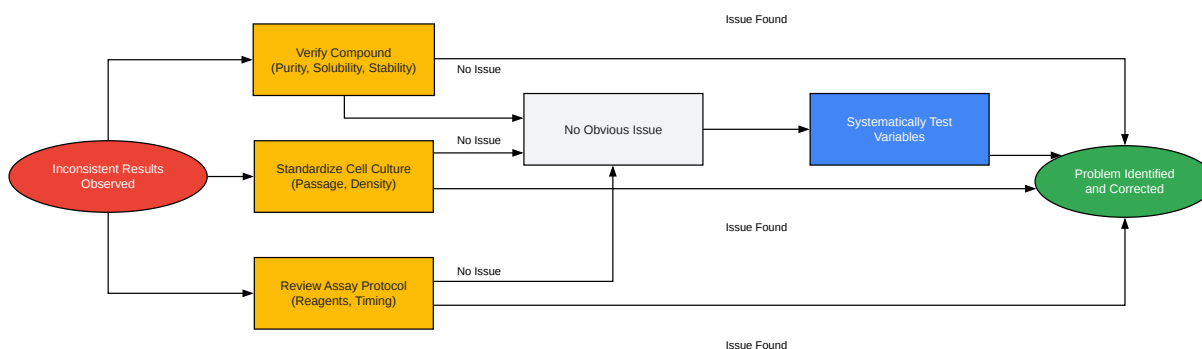 Issue Found
Verify Compound
(Purity, Solubility, Stability)
No Issue
No Obvious Issue
Systematically Test
Variables
No Issue
Inconsistent Results
Observed
Standardize Cell Culture
(Passage, Density)
Problem Identified
and Corrected
Issue Found
No Issue
Review Assay Protocol
(Reagents, Timing)
Issue Found